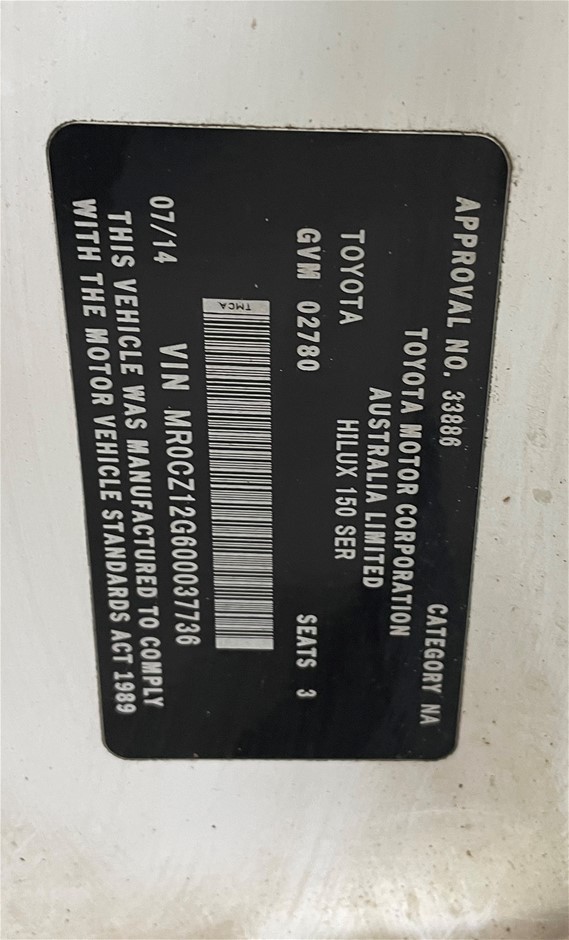 APPROVAL NO. 33886 CATEGORY NA
TOYOTA MOTOR CORPORATION
AUSTRALIA LIMITED
TOYOTA HILUX 150 SER
GVM 02780 SEATS 3
TMCA
VIN MR0CZ12G600037736
07/14
THIS VEHICLE WAS MANUFACTURED TO COMPLY
WITH THE MOTOR VEHICLE STANDARDS ACT 1989